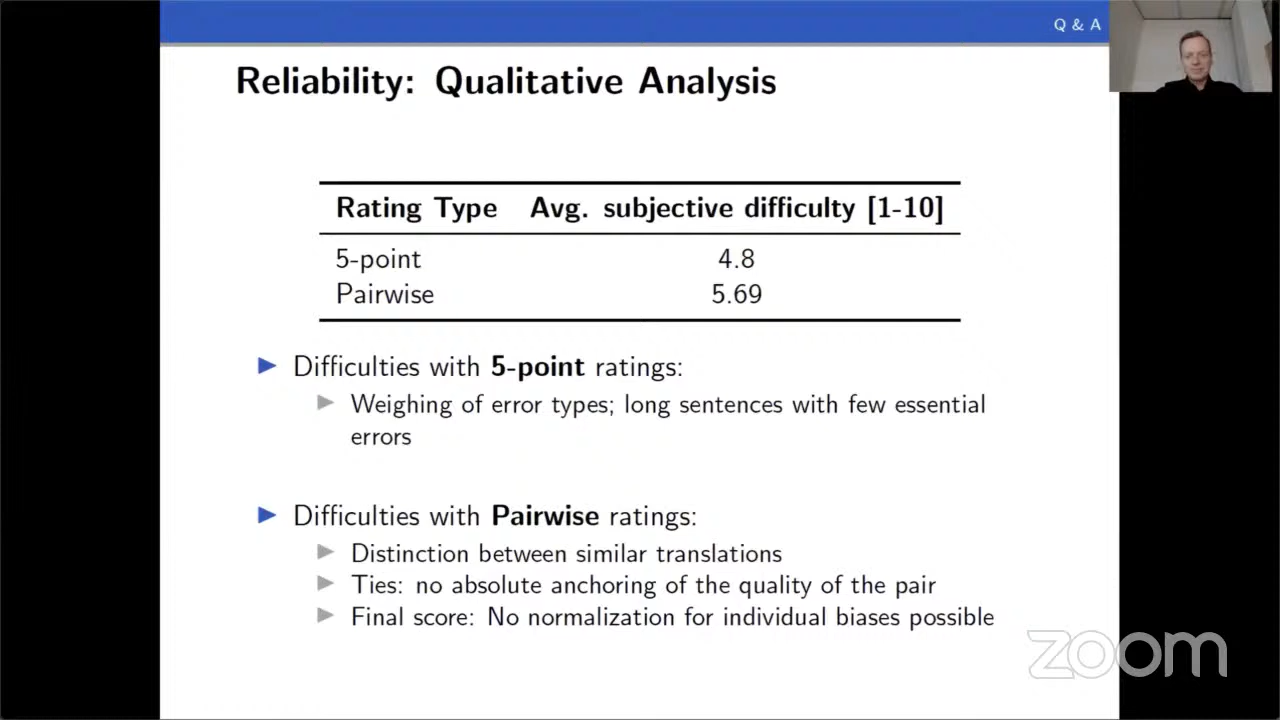 Q & A
Reliability: Qualitative Analysis
Rating Type Avg. subjective difficulty [1-10]
5-point 4.8
Pairwise 5.69
Difficulties with 5-point ratings:
Weighing of error types; long sentences with few essential
errors
Difficulties with Pairwise ratings:
Distinction between similar translations
Ties: no absolute anchoring of the quality of the pair
Final score: No normalization for individual biases possible
zoom